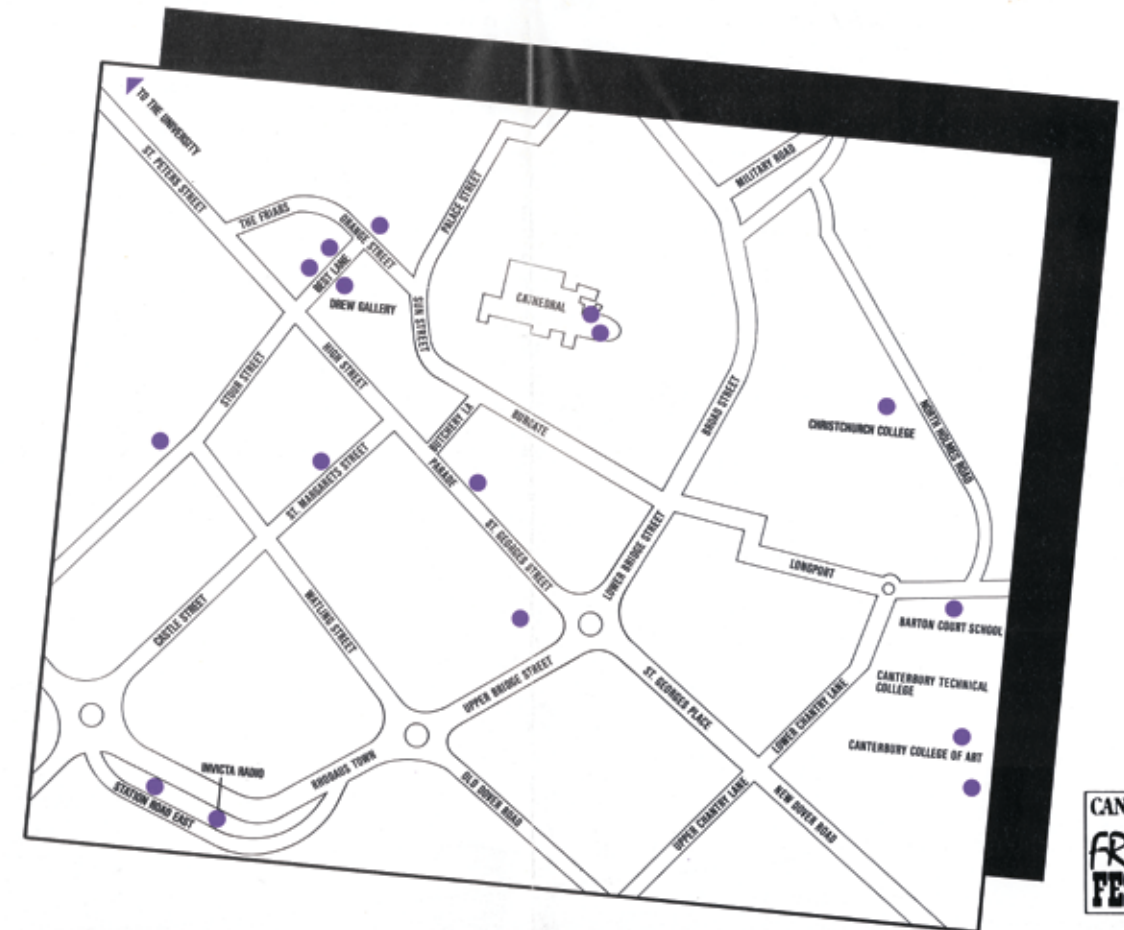 TO THE UNIVERSITY
ST. PETERS STREET
THE FRIARS
ORANGE STREET
PALACE STREET
MILITARY ROAD
BEST LANE
DREW GALLERY
SUN STREET
CATHEDRAL
STOUR STREET
HIGH STREET
BUTCHERY LA
BURGATE
BROAD STREET
CHRISTCHURCH COLLEGE
NORTH HOLMES ROAD
ST. MARGARETS STREET
PARADE
ST. GEORGES STREET
LOWER BRIDGE STREET
LONGPORT
BARTON COURT SCHOOL
CASTLE STREET
WATLING STREET
UPPER BRIDGE STREET
ST. GEORGES PLACE
LOWER CHANTRY LANE
CANTERBURY TECHNICAL
COLLEGE
CANTERBURY COLLEGE OF ART
INVICTA RADIO
STATION ROAD EAST
RHODAUS TOWN
OLD DOVER ROAD
UPPER CHANTRY LANE
NEW DOVER ROAD
CAN
FR
FE